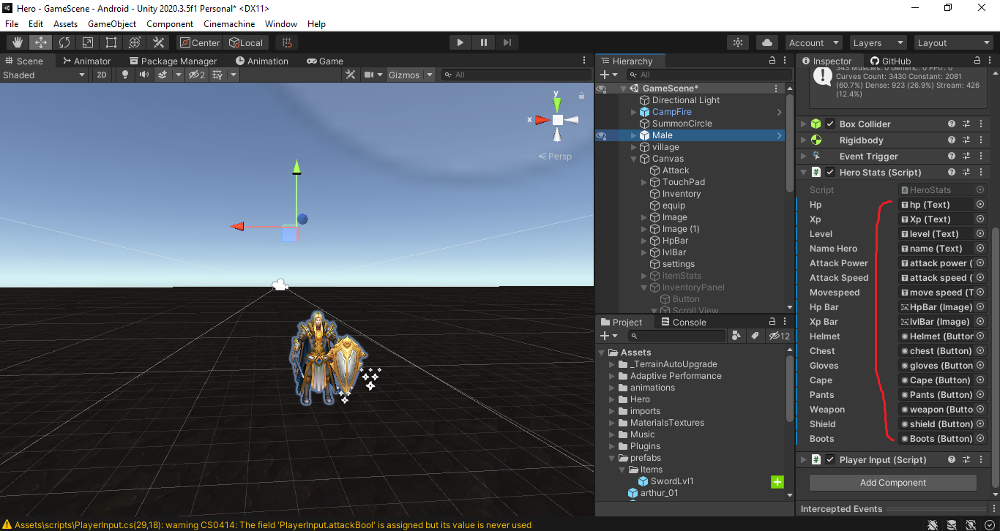 Hero - GameScene - Android - Unity 2020.3.5f1 Personal* <DX11>
File Edit Assets GameObject Component Cinemachine Window Help
Center Local Account Layers Layout
Scene Animator Package Manager Animation Game
Shaded 2D 2 Gizmos All
Hierarchy
All
GameScene*
Directional Light
CampFire
SummonCircle
Male
village
Canvas
Attack
TouchPad
Inventory
equip
Image
Image (1)
HpBar
lvlBar
settings
itemStats
InventoryPanel
Button
Scroll View
y
x
Persp
Project Console
12
Assets
_TerrainAutoUpgrade
Adaptive Performance
animations
Hero
imports
MaterialsTextures
Music
Plugins
prefabs
Items
SwordLvl1
arthur_01
Inspector GitHub
343 Muscles: 0 Generic: 0 PPtr: 0
Curves Count: 3430 Constant: 2081
(60.7%) Dense: 923 (26.9%) Stream: 426
(12.4%)
Box Collider
Rigidbody
Event Trigger
Hero Stats (Script)
Script HeroStats
Hp hp (Text)
Xp Xp (Text)
Level level (Text)
Name Hero name (Text)
Attack Power attack power (
Attack Speed attack speed (
Movespeed move speed (T
Hp Bar HpBar (Image)
Xp Bar lvlBar (Image)
Helmet Helmet (Button
Chest chest (Button)
Gloves gloves (Button
Cape Cape (Button)
Pants Pants (Button)
Weapon weapon (Butto
Shield shield (Button)
Boots Boots (Button)
Player Input (Script)
Add Component
Intercepted Events
Assets\scripts\PlayerInput.cs(29,18): warning CS0414: The field 'PlayerInput.attackBool' is assigned but its value is never used